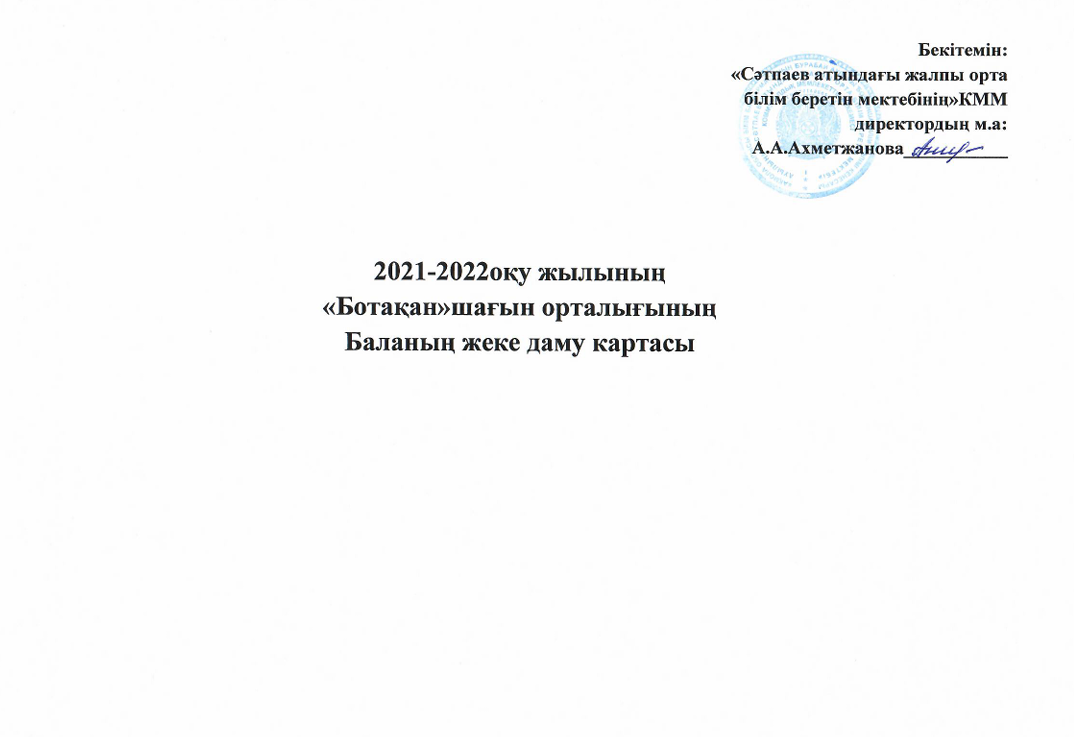 Бекітемін:
«Сәтпаев атындағы жалпы орта
білім беретін мектебінің»КММ
директордың м.а:
А.А.Ахметжанова___________
2021-2022оқу жылының
«Ботақан»шағын орталығының
Баланың жеке даму картасы